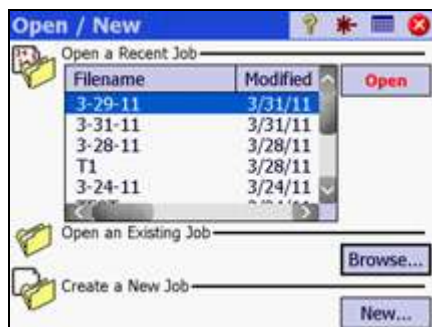 Open / New
Open a Recent Job
Filename Modified
Open
3-29-11 3/31/11
3-31-11 3/31/11
3-28-11 3/28/11
T1 3/28/11
3-24-11 3/24/11
Open an Existing Job
Browse...
Create a New Job
New...